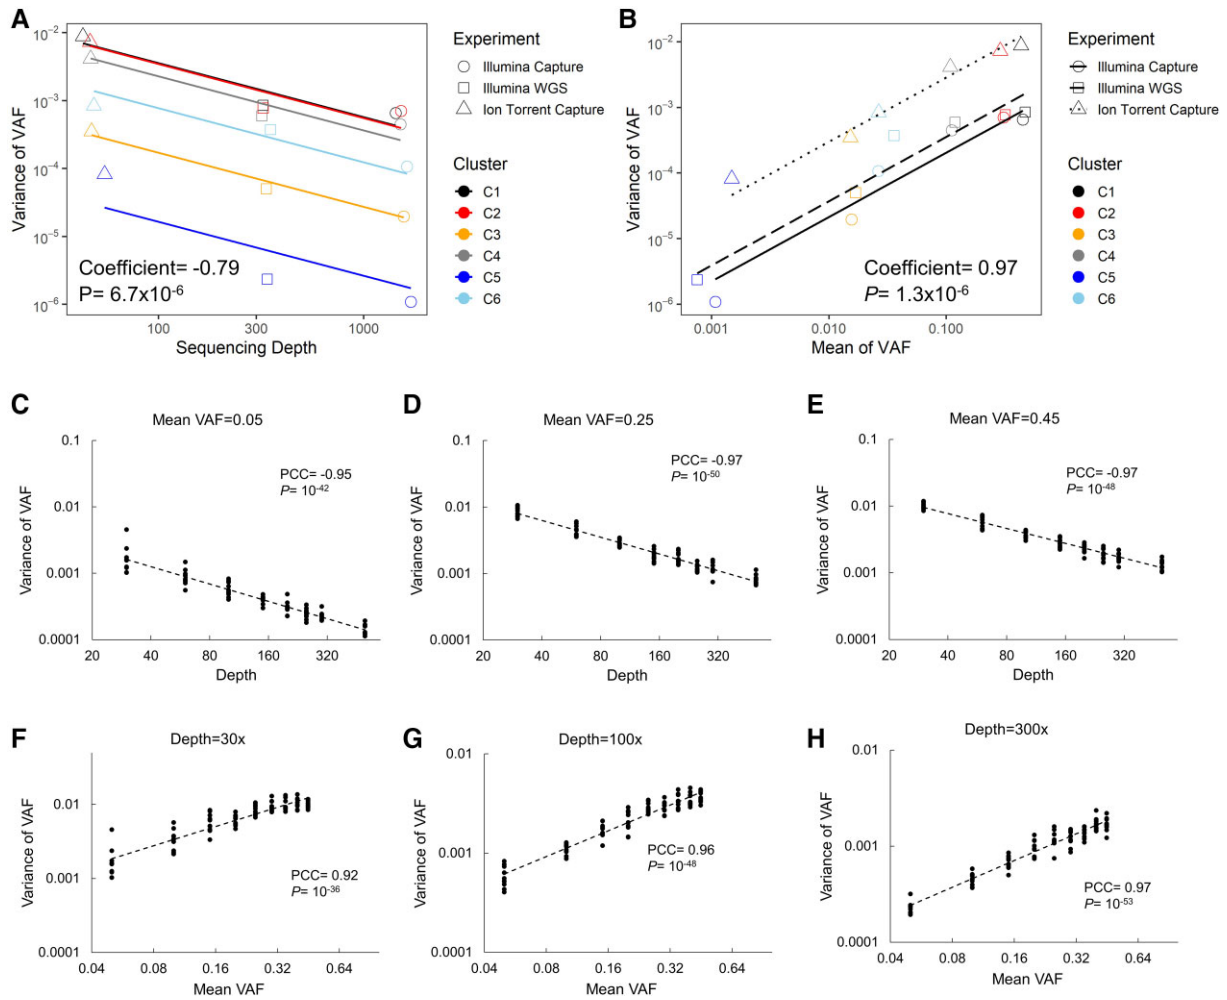 A
Variance of VAF
10⁻²
10⁻³
10⁻⁴
10⁻⁵
10⁻⁶
Coefficient= -0.79
P= 6.7x10⁻⁶
100
300
1000
Sequencing Depth
Experiment
Illumina Capture
Illumina WGS
Ion Torrent Capture
Cluster
C1
C2
C3
C4
C5
C6
B
Variance of VAF
10⁻²
10⁻³
10⁻⁴
10⁻⁵
10⁻⁶
Coefficient= 0.97
P= 1.3x10⁻⁶
0.001
0.010
0.100
Mean of VAF
Experiment
Illumina Capture
Illumina WGS
Ion Torrent Capture
Cluster
C1
C2
C3
C4
C5
C6
C
Mean VAF=0.05
Variance of VAF
0.1
0.01
0.001
0.0001
PCC= -0.95
P= 10⁻⁴²
20 40 80 160 320
Depth
D
Mean VAF=0.25
Variance of VAF
0.1
0.01
0.001
0.0001
PCC= -0.97
P= 10⁻⁵⁰
20 40 80 160 320
Depth
E
Mean VAF=0.45
Variance of VAF
0.1
0.01
0.001
0.0001
PCC= -0.97
P= 10⁻⁴⁸
20 40 80 160 320
Depth
F
Depth=30x
Variance of VAF
0.01
0.001
0.0001
PCC= 0.92
P= 10⁻³⁶
0.04 0.08 0.16 0.32 0.64
Mean VAF
G
Depth=100x
Variance of VAF
0.01
0.001
0.0001
PCC= 0.96
P= 10⁻⁴⁸
0.04 0.08 0.16 0.32 0.64
Mean VAF
H
Depth=300x
Variance of VAF
0.01
0.001
0.0001
PCC= 0.97
P= 10⁻⁵³
0.04 0.08 0.16 0.32 0.64
Mean VAF